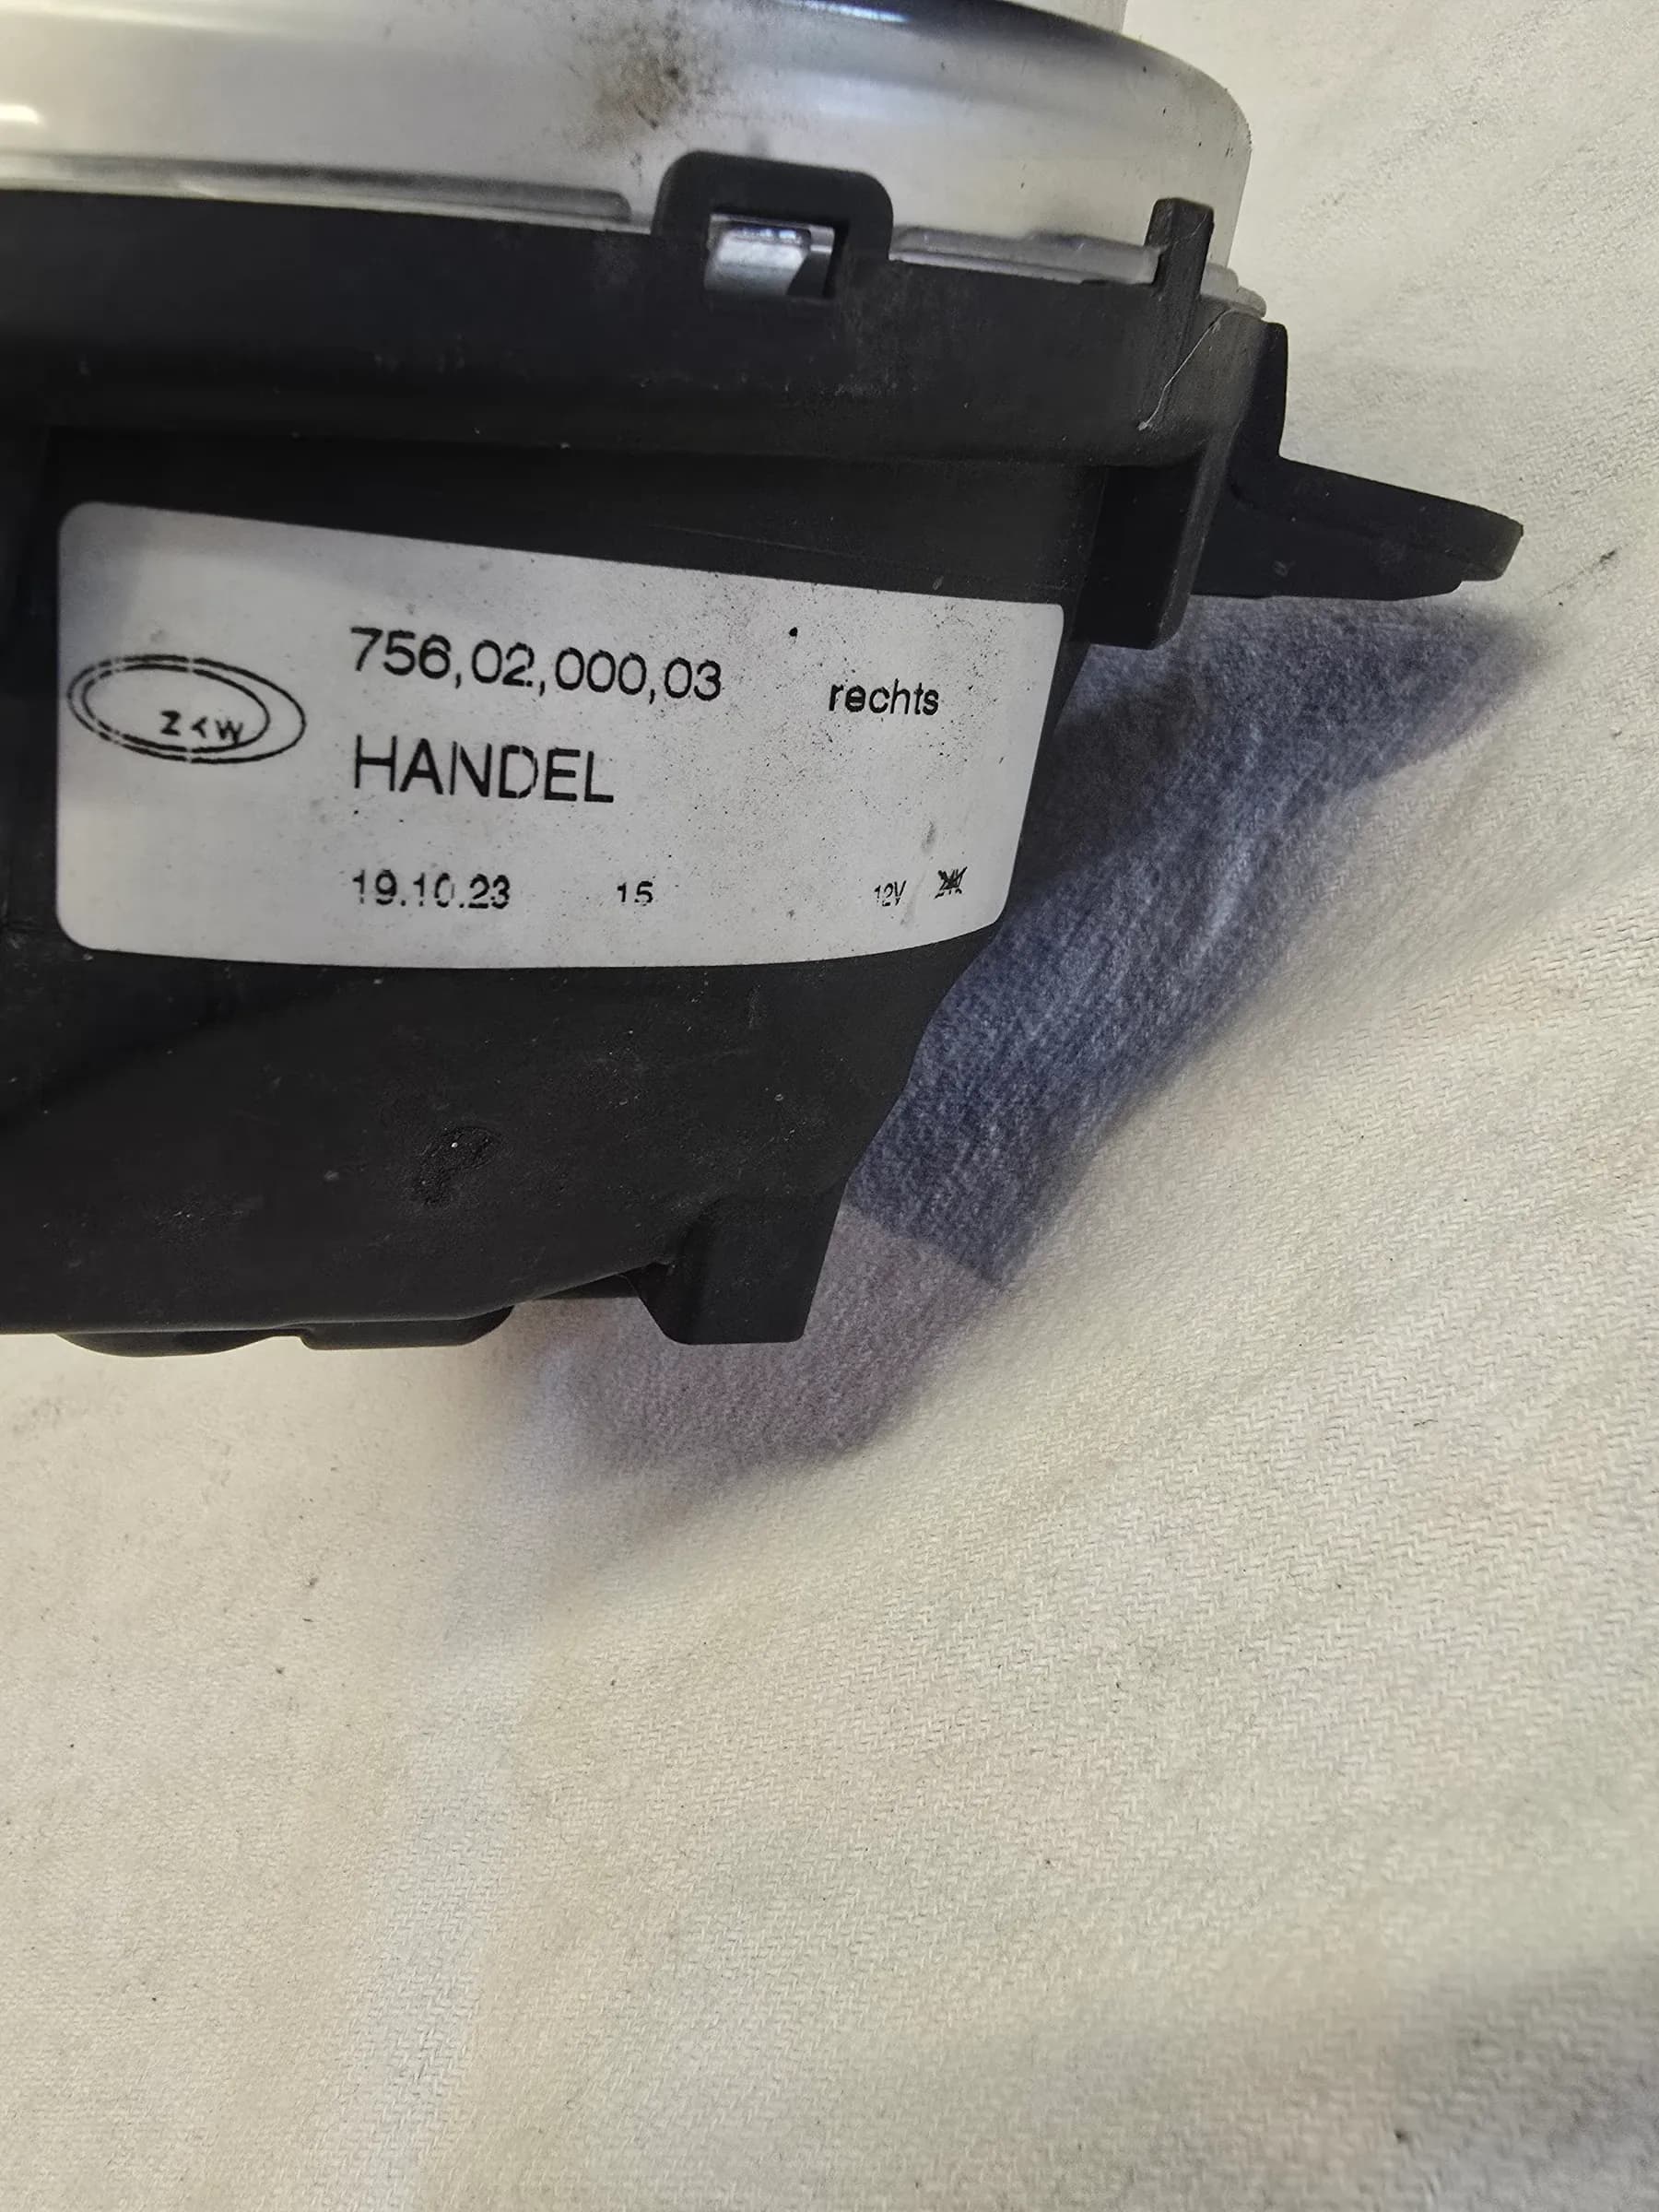 756,02,000,03 rechts
ZKW
HANDEL
19.10.23 15 12V